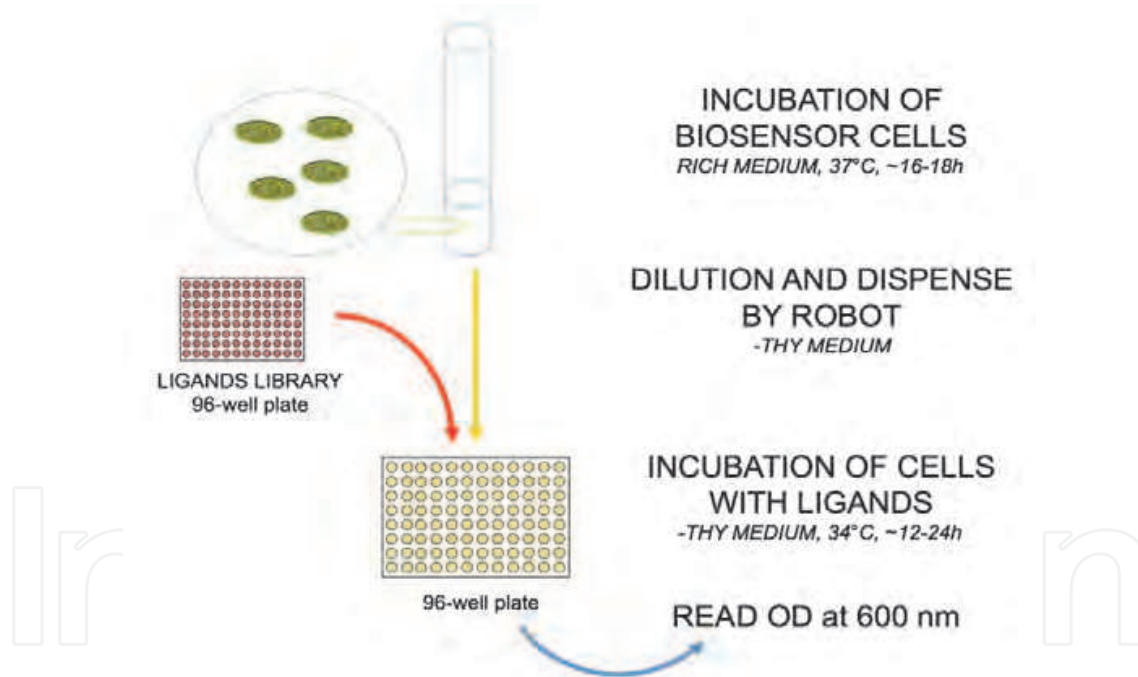 INCUBATION OF
BIOSENSOR CELLS
RICH MEDIUM, 37°C, ~16-18h
DILUTION AND DISPENSE
BY ROBOT
-THY MEDIUM
LIGANDS LIBRARY
96-well plate
INCUBATION OF CELLS
WITH LIGANDS
-THY MEDIUM, 34°C, ~12-24h
96-well plate
READ OD at 600 nm